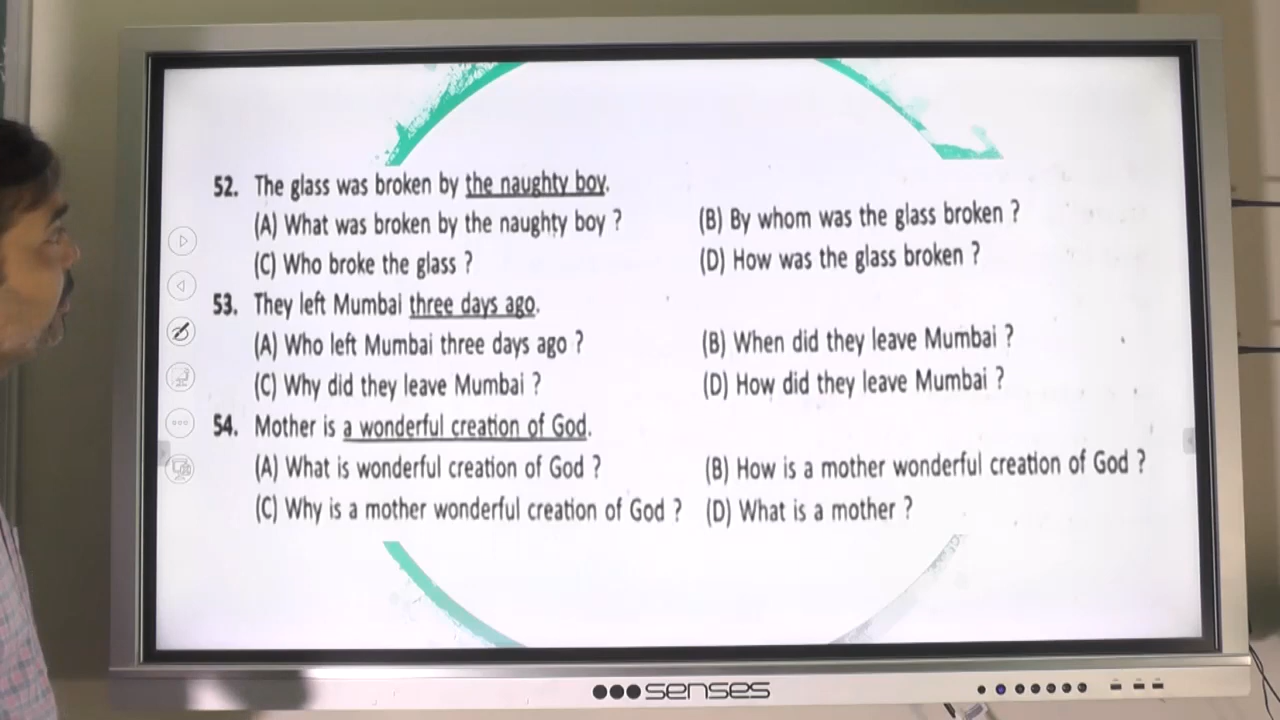 52. The glass was broken by the naughty boy.
(A) What was broken by the naughty boy ? (B) By whom was the glass broken ?
(C) Who broke the glass ? (D) How was the glass broken ?
53. They left Mumbai three days ago.
(A) Who left Mumbai three days ago ? (B) When did they leave Mumbai ?
(C) Why did they leave Mumbai ? (D) How did they leave Mumbai ?
54. Mother is a wonderful creation of God.
(A) What is wonderful creation of God ? (B) How is a mother wonderful creation of God ?
(C) Why is a mother wonderful creation of God ? (D) What is a mother ?
senses